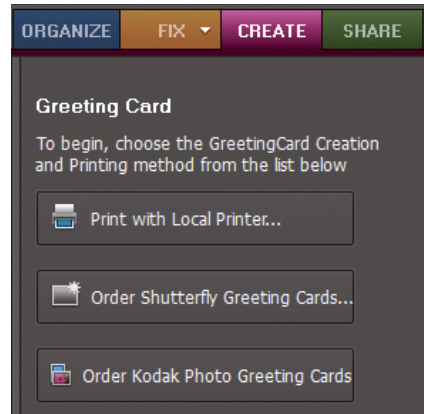 ORGANIZE FIX CREATE SHARE
Greeting Card
To begin, choose the GreetingCard Creation
and Printing method from the list below
Print with Local Printer...
Order Shutterfly Greeting Cards...
Order Kodak Photo Greeting Cards